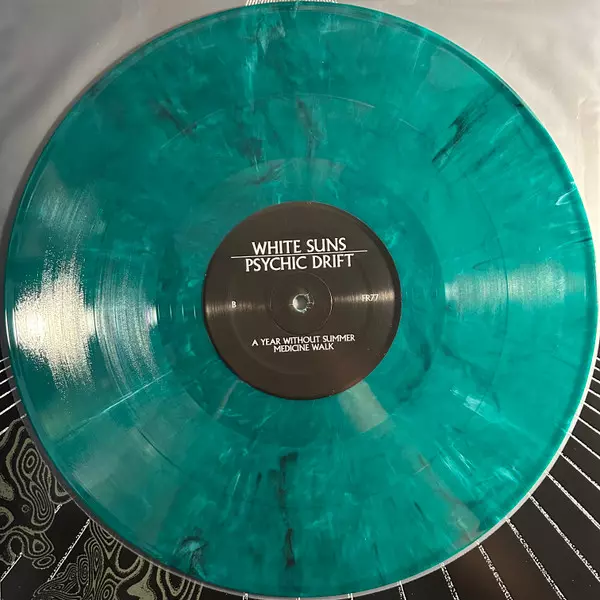 WHITE SUNS
PSYCHIC DRIFT
B FR77
A YEAR WITHOUT SUMMER
MEDICINE WALK